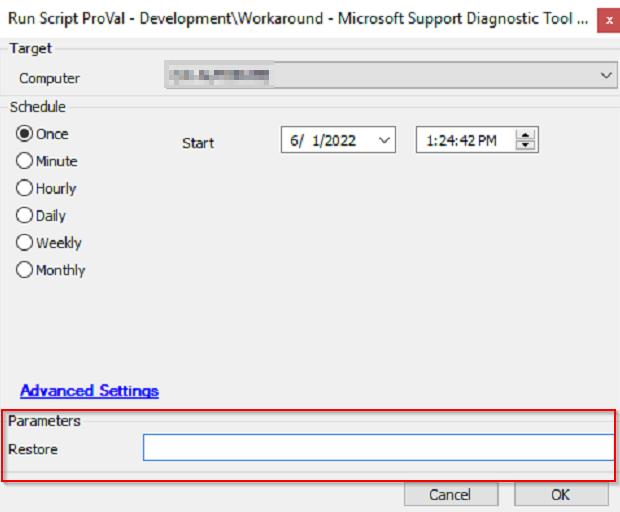 Run Script ProVal - Development\Workaround - Microsoft Support Diagnostic Tool ... x
Target
Computer
Schedule
Once
Start
6/ 1/2022
1:24:42 PM
Minute
Hourly
Daily
Weekly
Monthly
Advanced Settings
Parameters
Restore
Cancel
OK